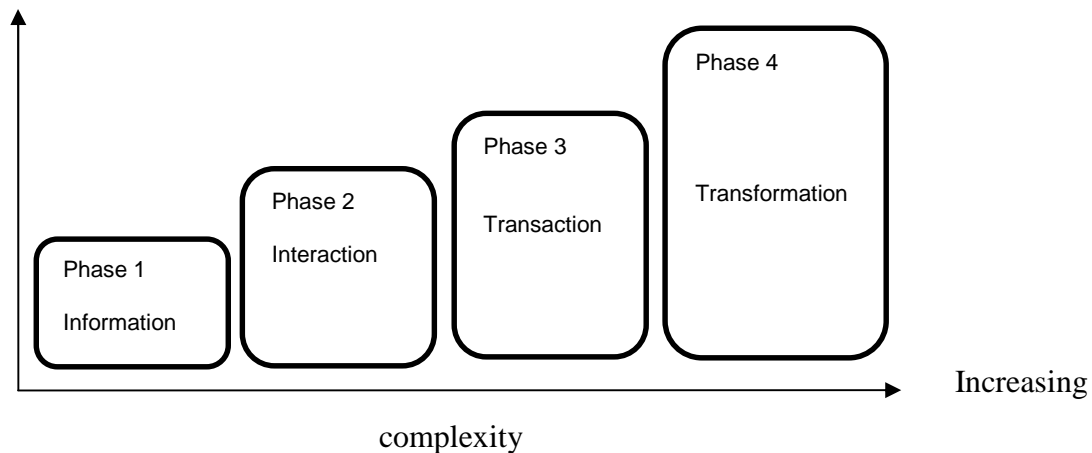 Phase 1
Information
Phase 2
Interaction
Phase 3
Transaction
Phase 4
Transformation
Increasing
complexity